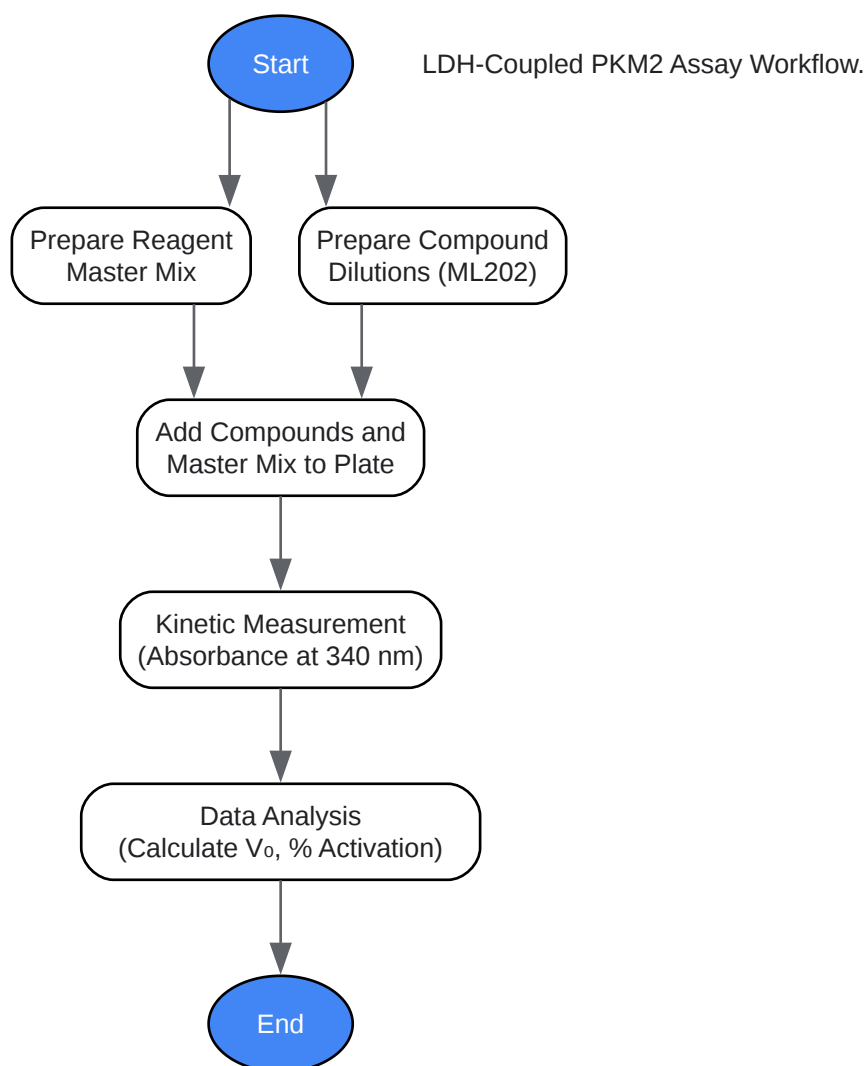 Start
LDH-Coupled PKM2 Assay Workflow.
Prepare Reagent
Master Mix
Prepare Compound
Dilutions (ML202)
Add Compounds and
Master Mix to Plate
Kinetic Measurement
(Absorbance at 340 nm)
Data Analysis
(Calculate V₀, % Activation)
End